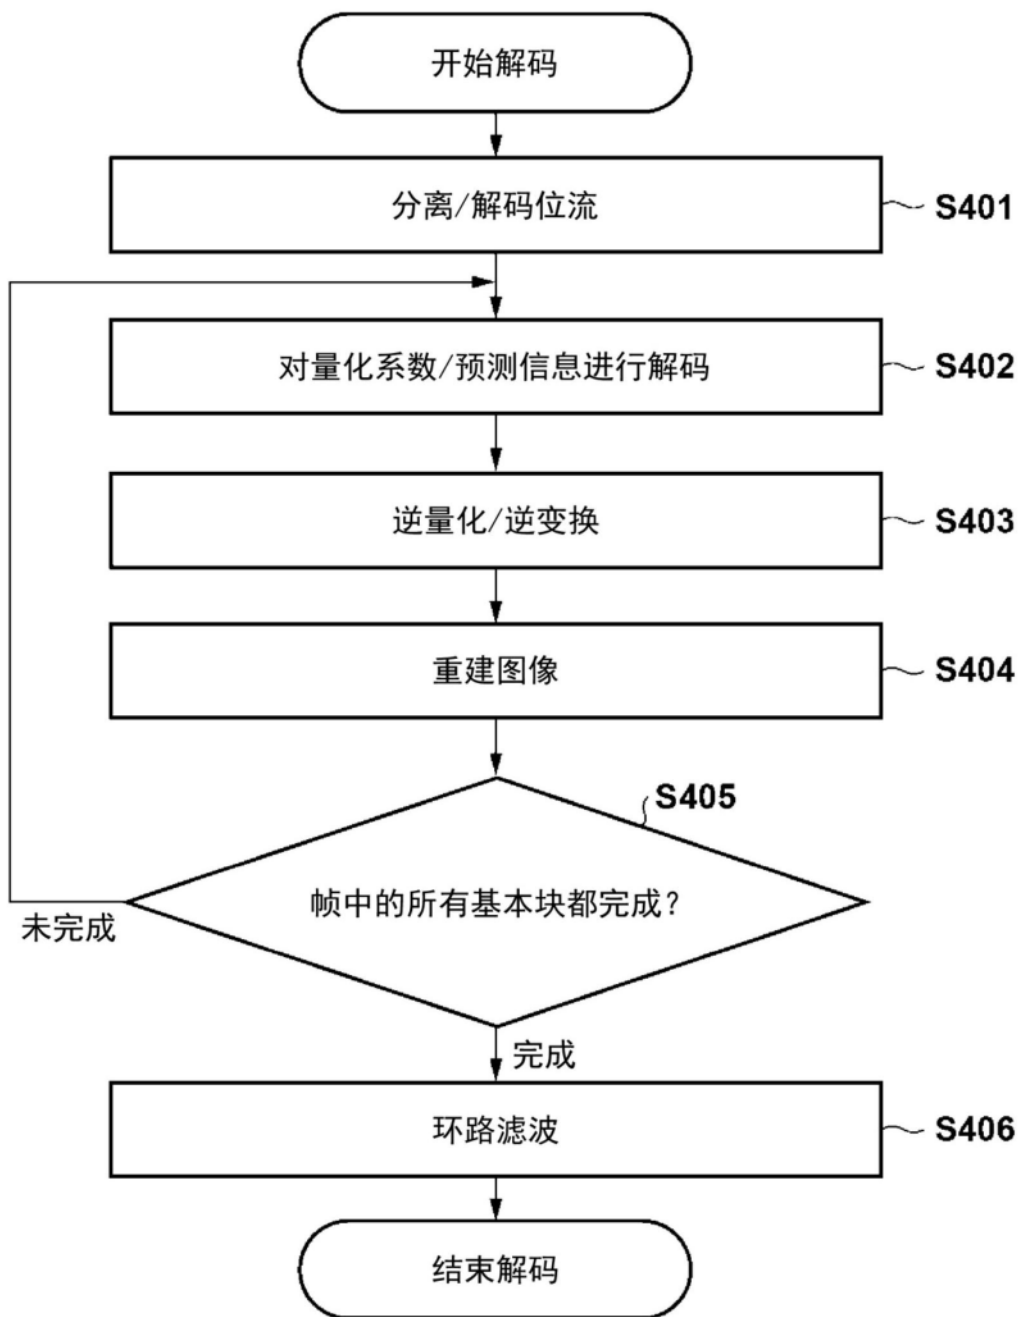 开始解码
分离/解码位流
S401
对量化系数/预测信息进行解码
S402
逆量化/逆变换
S403
重建图像
S404
S405
帧中的所有基本块都完成？
未完成
完成
环路滤波
S406
结束解码